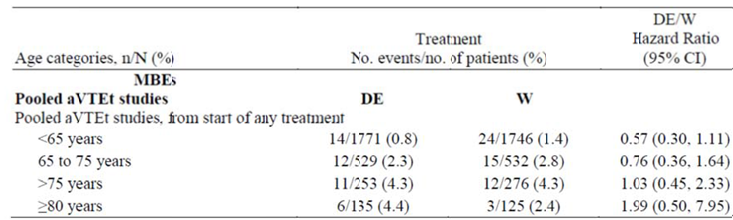 DE/W
Treatment Hazard Ratio
Age categories, n/N (%) No. events/no. of patients (%) (95% CI)
MBEs
Pooled aVTEt studies DE W
Pooled aVTEt studies, from start of any treatment
<65 years 14/1771 (0.8) 24/1746 (1.4) 0.57 (0.30, 1.11)
65 to 75 years 12/529 (2.3) 15/532 (2.8) 0.76 (0.36, 1.64)
>75 years 11/253 (4.3) 12/276 (4.3) 1.03 (0.45, 2.33)
≥80 years 6/135 (4.4) 3/125 (2.4) 1.99 (0.50, 7.95)